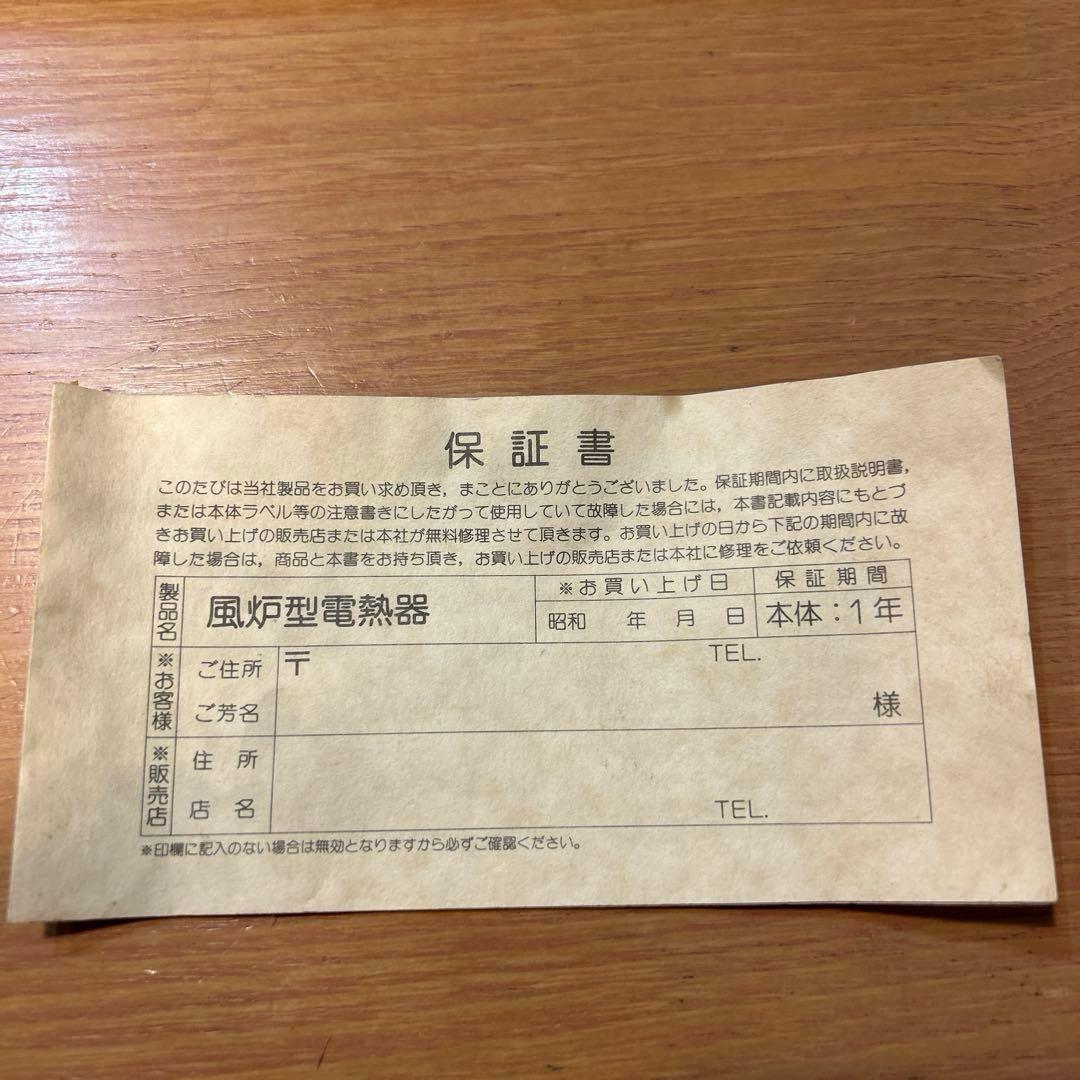 保証書
このたびは当社製品をお買い求め頂き，まことにありがとうございました。保証期間内に取扱説明書，
または本体ラベル等の注意書きにしたがって使用していて故障した場合には，本書記載内容にもとづ
きお買い上げの販売店または本社が無料修理させて頂きます。お買い上げの日から下記の期間内に故
障した場合は，商品と本書をお持ち頂き，お買い上げの販売店または本社に修理をご依頼ください。
製品名
風炉型電熱器
※お買い上げ日
保証期間
昭和 年 月 日
本体：1年
※お客様
ご住所
〒
TEL.
ご芳名
様
※販売店
住所
店名
TEL.
※印欄に記入のない場合は無効となりますから必ずご確認ください。